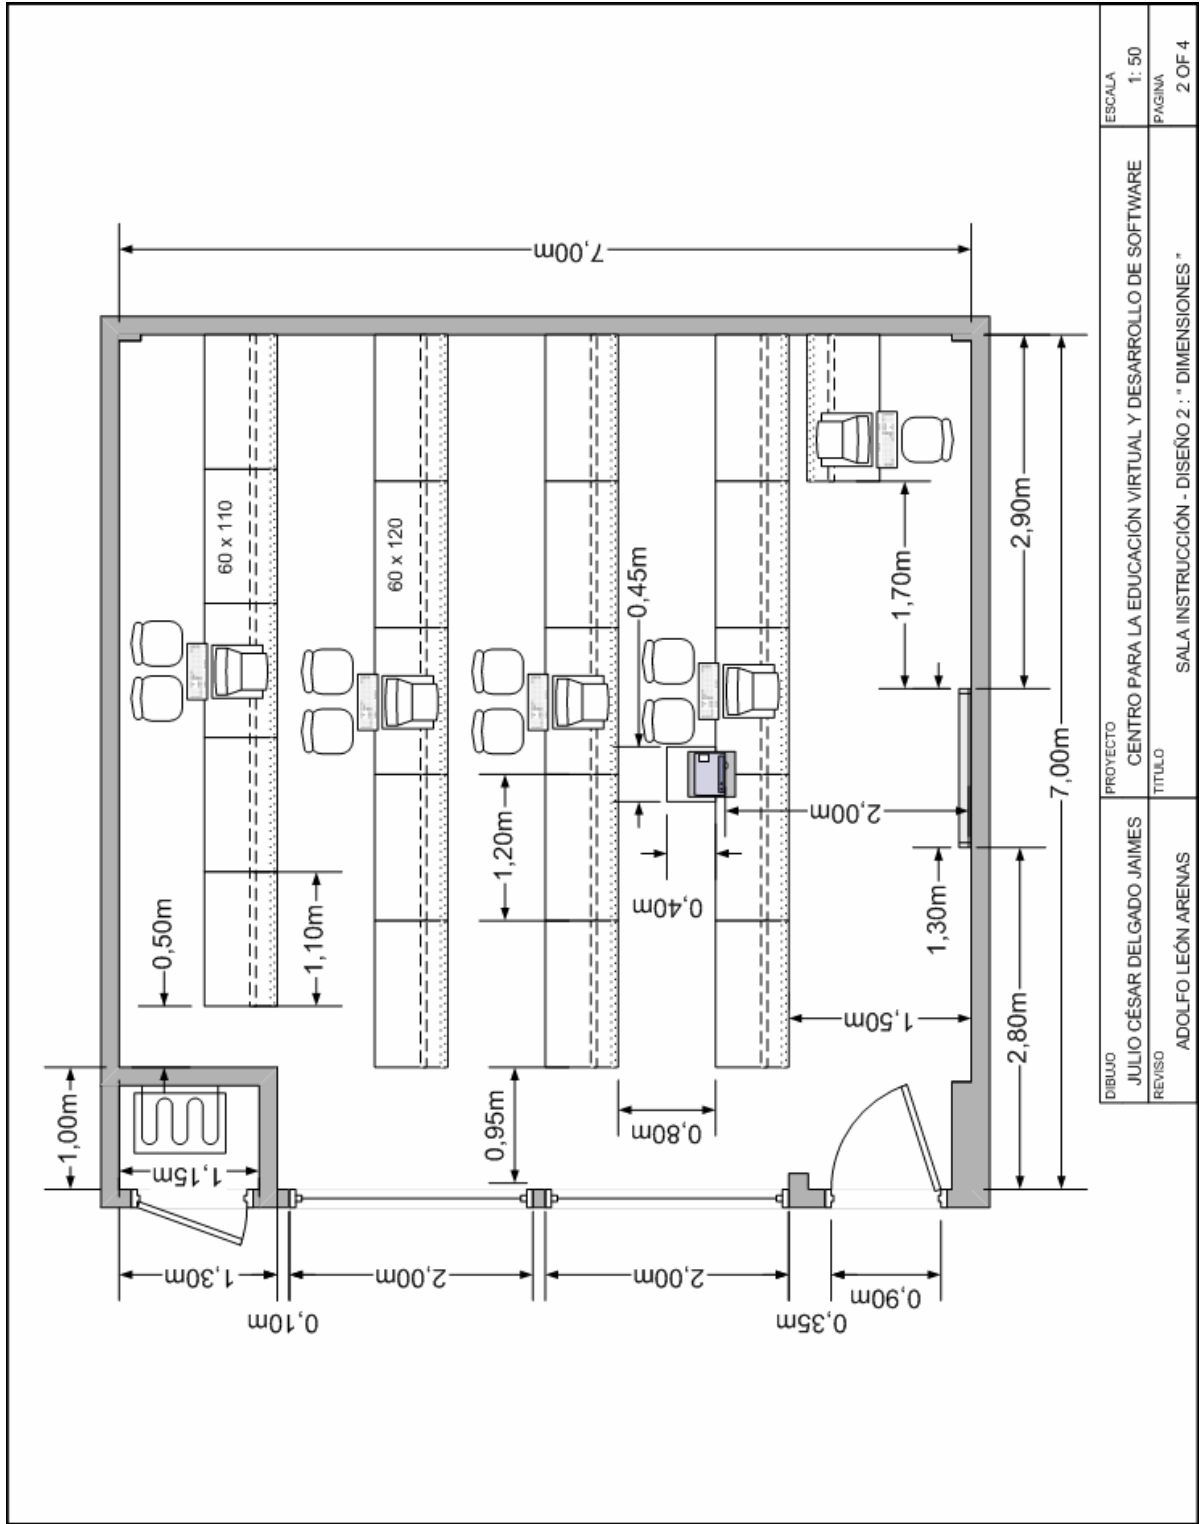 7,00m
60 x 110
60 x 120
0,45m
1,70m
2,90m
0,50m
1,10m
1,20m
0,40m
2,00m
7,00m
1,30m
1,50m
2,80m
1,00m
1,15m
0,95m
0,80m
1,30m
0,10m
2,00m
2,00m
0,35m
0,90m
DIBUJO
JULIO CÉSAR DELGADO JAIMES
REVISO
ADOLFO LEÓN ARENAS
PROYECTO
CENTRO PARA LA EDUCACIÓN VIRTUAL Y DESARROLLO DE SOFTWARE
TITULO
SALA INSTRUCCIÓN - DISEÑO 2 : " DIMENSIONES "
ESCALA
1: 50
PAGINA
2 OF 4